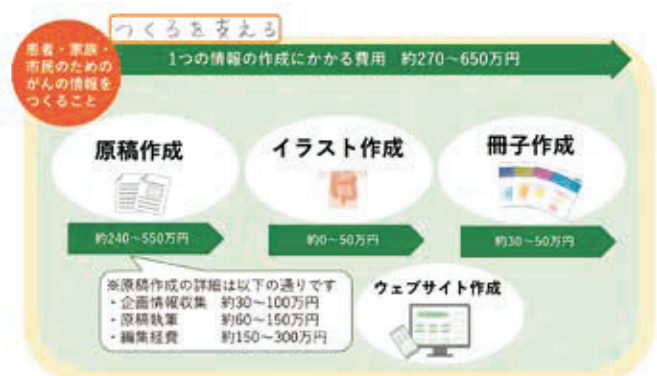 つくるを支える
患者・家族・
市民のための
がんの情報を
つくること
1つの情報の作成にかかる費用 約270～650万円
原稿作成
イラスト作成
冊子作成
約240～550万円
約0～50万円
約30～50万円
※原稿作成の詳細は以下の通りです
・企画情報収集 約30～100万円
・原稿執筆 約60～150万円
・編集経費 約150～300万円
ウェブサイト作成